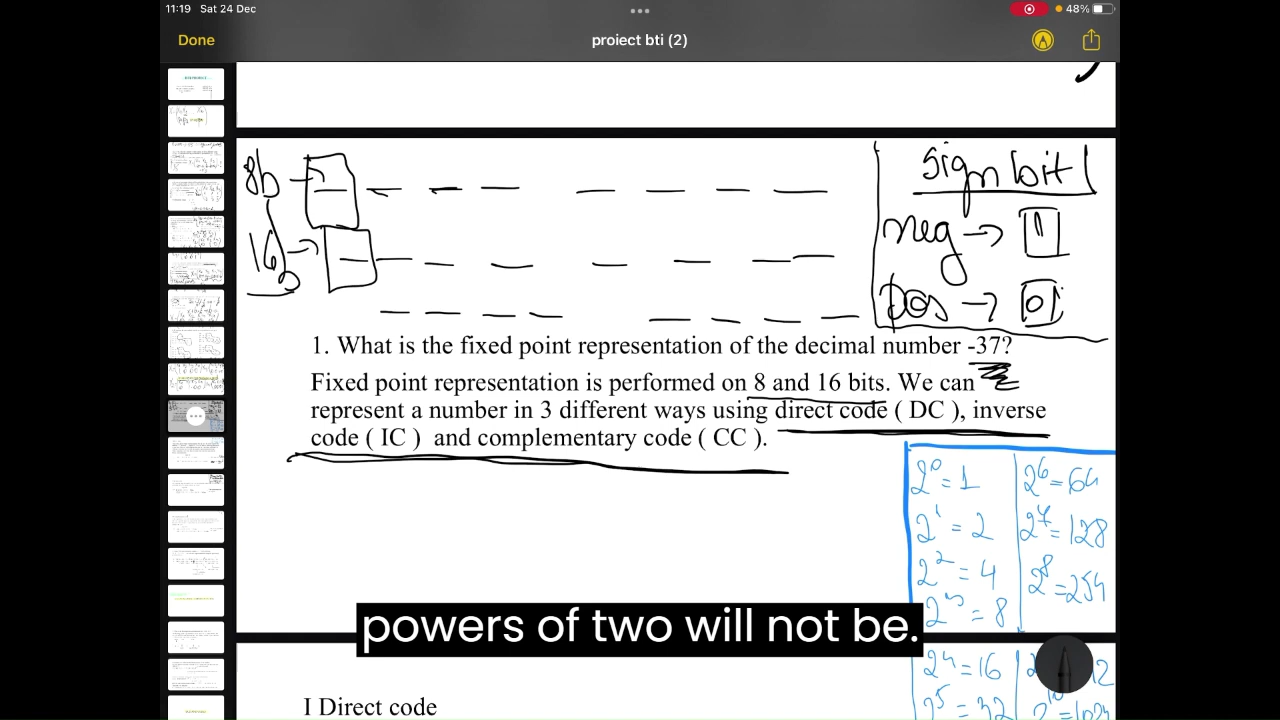 11:19 Sat 24 Dec
48%
Done
proiect bti (2)
8b
16b
sign bit
neg → 1
pos → 0
1. What is the fixed point representation of the decimal number -37?
Fixed point representation is performed on 8 and 16 bits. We can
represent a number in 3 different ways using direct code ( DC ), inverse
code ( IC ) and complementary code ( CC ).
2⁰ = 1
2¹ = 2
2² = 4
2³ = 8
2⁴ = 16
2⁵ = 32
2⁶ = 64
= 128
2⁸ = 254
powers of two will not be.
I Direct code